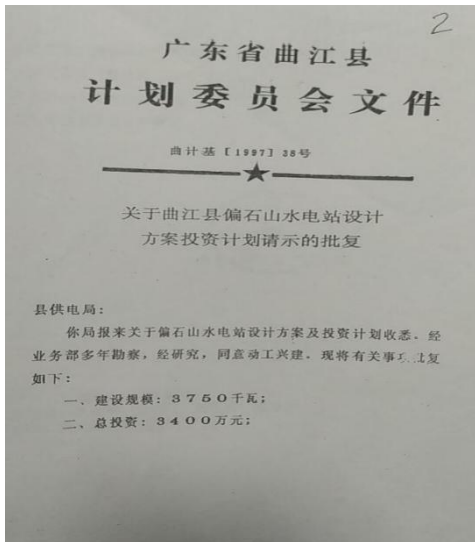 2
广东省曲江县
计划委员会文件
曲计基［1997］38号
关于曲江县偏石山水电站设计
方案投资计划请示的批复
县供电局：
你局报来关于偏石山水电站设计方案及投资计划收悉。经
业务部多年勘察，经研究，同意动工兴建。现将有关事项批复
如下：
一、建设规模：3750千瓦；
二、总投资：3400万元；